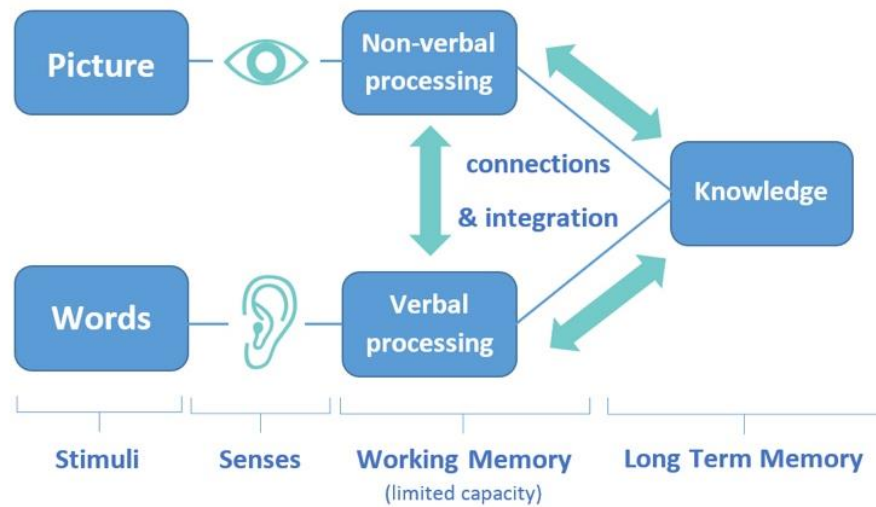 Picture
Non-verbal
processing
connections
& integration
Knowledge
Words
Verbal
processing
Stimuli
Senses
Working Memory
(limited capacity)
Long Term Memory